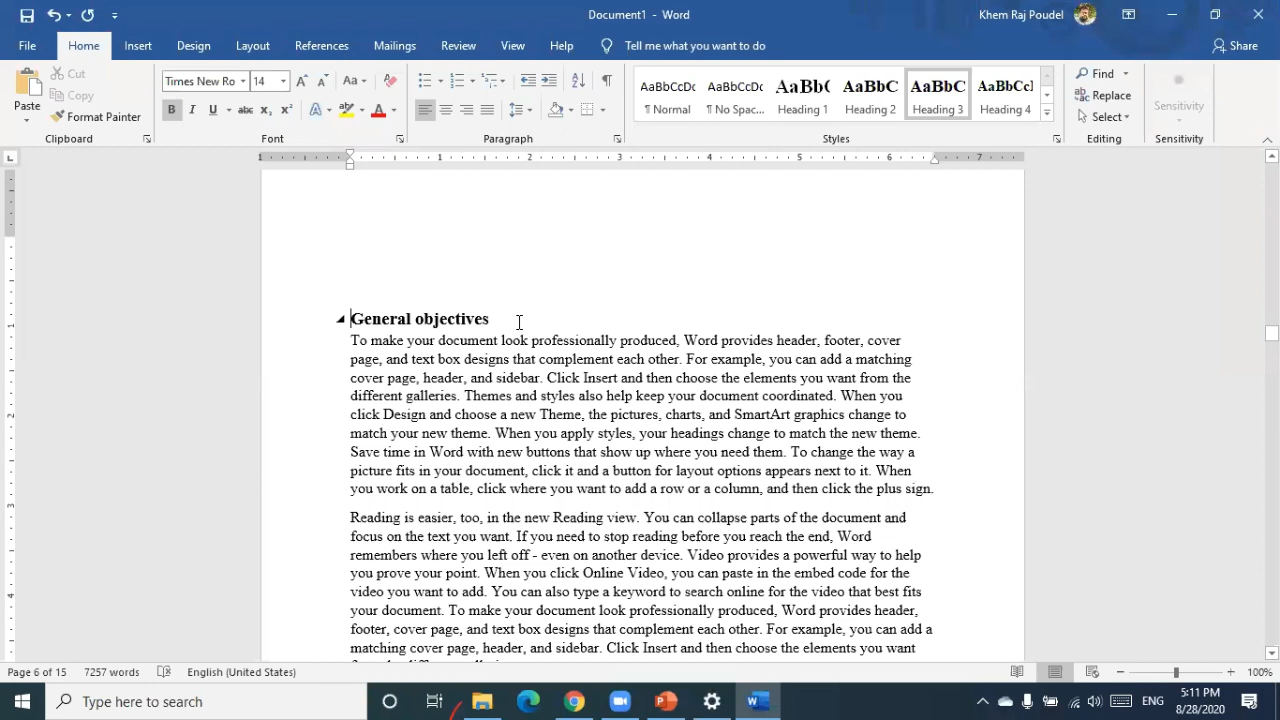 Document1 - Word
Khem Raj Poudel
File Home Insert Design Layout References Mailings Review View Help Tell me what you want to do Share
Cut
Copy
Paste
Format Painter
Times New Ro 14
B I U abc x₂ x²
AaBbCcDc AaBbCcDc AaBb( AaBbC AaBbC AaBbCc]
¶ Normal ¶ No Spac... Heading 1 Heading 2 Heading 3 Heading 4
Find
Replace
Select
Sensitivity
Clipboard Font Paragraph Styles Editing Sensitivity
1 1 2 3 4 5 6 7
General objectives
To make your document look professionally produced, Word provides header, footer, cover
page, and text box designs that complement each other. For example, you can add a matching
cover page, header, and sidebar. Click Insert and then choose the elements you want from the
different galleries. Themes and styles also help keep your document coordinated. When you
click Design and choose a new Theme, the pictures, charts, and SmartArt graphics change to
match your new theme. When you apply styles, your headings change to match the new theme.
Save time in Word with new buttons that show up where you need them. To change the way a
picture fits in your document, click it and a button for layout options appears next to it. When
you work on a table, click where you want to add a row or a column, and then click the plus sign.
Reading is easier, too, in the new Reading view. You can collapse parts of the document and
focus on the text you want. If you need to stop reading before you reach the end, Word
remembers where you left off - even on another device. Video provides a powerful way to help
you prove your point. When you click Online Video, you can paste in the embed code for the
video you want to add. You can also type a keyword to search online for the video that best fits
your document. To make your document look professionally produced, Word provides header,
footer, cover page, and text box designs that complement each other. For example, you can add a
matching cover page, header, and sidebar. Click Insert and then choose the elements you want
Page 6 of 15 7257 words English (United States) 100%
Type here to search
ENG
5:11 PM
8/28/2020